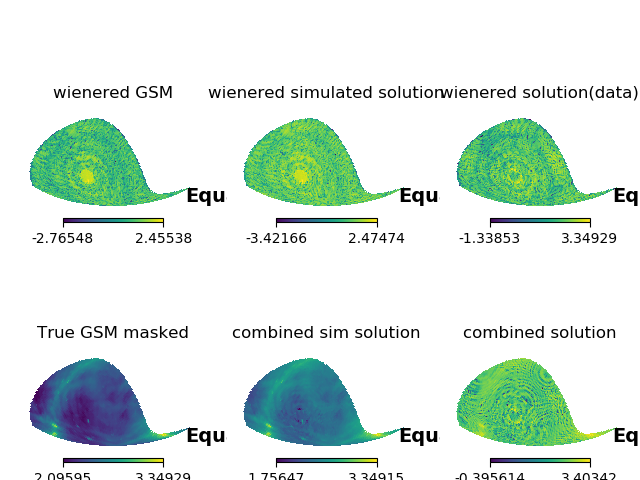 wienered GSM
wienered simulated solution
wienered solution(data)
Equ
Equ
Eq
-2.76548
2.45538
-3.42166
2.47474
-1.33853
3.34929
True GSM masked
combined sim solution
combined solution
Equ
Equ
Eq
2.09595
3.34929
1.75647
3.34915
-0.395614
3.40342